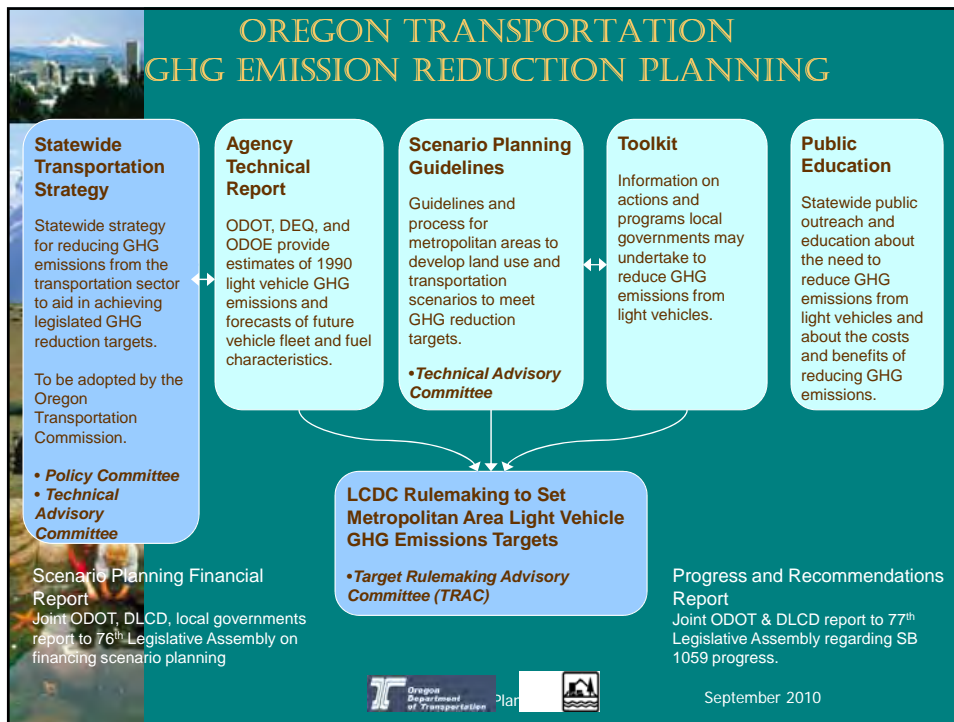 OREGON TRANSPORTATION
GHG EMISSION REDUCTION PLANNING
Statewide
Transportation
Strategy
Statewide strategy
for reducing GHG
emissions from the
transportation sector
to aid in achieving
legislated GHG
reduction targets.
To be adopted by the
Oregon
Transportation
Commission.
• Policy Committee
• Technical
Advisory
Committee
Agency
Technical
Report
ODOT, DEQ, and
ODOE provide
estimates of 1990
light vehicle GHG
emissions and
forecasts of future
vehicle fleet and fuel
characteristics.
Scenario Planning
Guidelines
Guidelines and
process for
metropolitan areas to
develop land use and
transportation
scenarios to meet
GHG reduction
targets.
•Technical Advisory
Committee
Toolkit
Information on
actions and
programs local
governments may
undertake to
reduce GHG
emissions from
light vehicles.
Public
Education
Statewide public
outreach and
education about
the need to
reduce GHG
emissions from
light vehicles and
about the costs
and benefits of
reducing GHG
emissions.
LCDC Rulemaking to Set
Metropolitan Area Light Vehicle
GHG Emissions Targets
•Target Rulemaking Advisory
Committee (TRAC)
Scenario Planning Financial
Report
Joint ODOT, DLCD, local governments
report to 76th Legislative Assembly on
financing scenario planning
Progress and Recommendations
Report
Joint ODOT & DLCD report to 77th
Legislative Assembly regarding SB
1059 progress.
Oregon
Department
of Transportation
September 2010